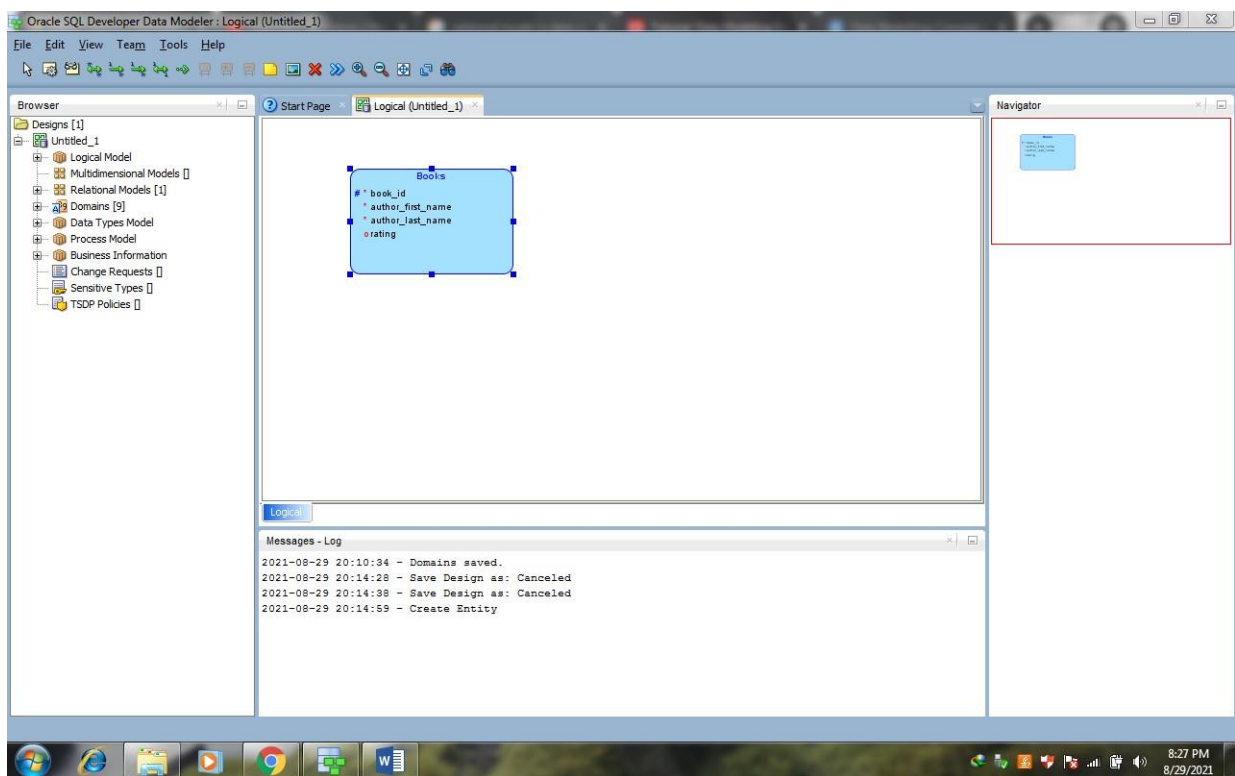 Oracle SQL Developer Data Modeler : Logical (Untitled_1)
File Edit View Team Tools Help
Browser
Designs [1]
Untitled_1
Logical Model
Multidimensional Models []
Relational Models [1]
Domains [9]
Data Types Model
Process Model
Business Information
Change Requests []
Sensitive Types []
TSDP Policies []
Start Page
Logical (Untitled_1)
Books
# * book_id
* author_first_name
* author_last_name
o rating
Logical
Messages - Log
2021-08-29 20:10:34 - Domains saved.
2021-08-29 20:14:28 - Save Design as: Canceled
2021-08-29 20:14:38 - Save Design as: Canceled
2021-08-29 20:14:59 - Create Entity
Navigator
Books
8:27 PM
8/29/2021